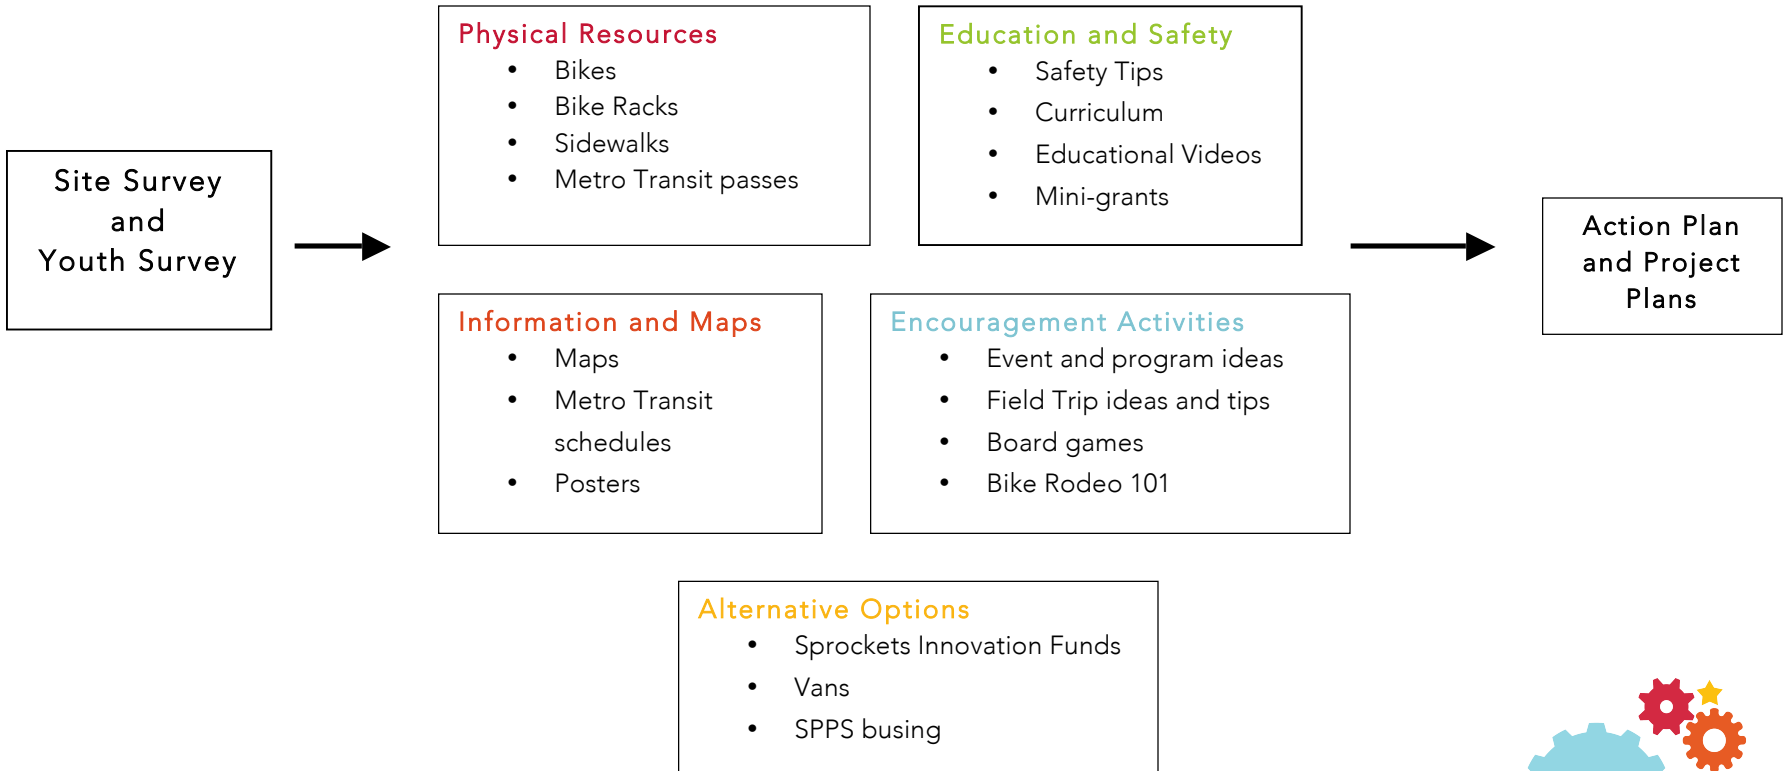 Site Survey
and
Youth Survey
Physical Resources
• Bikes
• Bike Racks
• Sidewalks
• Metro Transit passes
Education and Safety
• Safety Tips
• Curriculum
• Educational Videos
• Mini-grants
Information and Maps
• Maps
• Metro Transit
schedules
• Posters
Encouragement Activities
• Event and program ideas
• Field Trip ideas and tips
• Board games
• Bike Rodeo 101
Alternative Options
• Sprockets Innovation Funds
• Vans
• SPPS busing
Action Plan
and Project
Plans